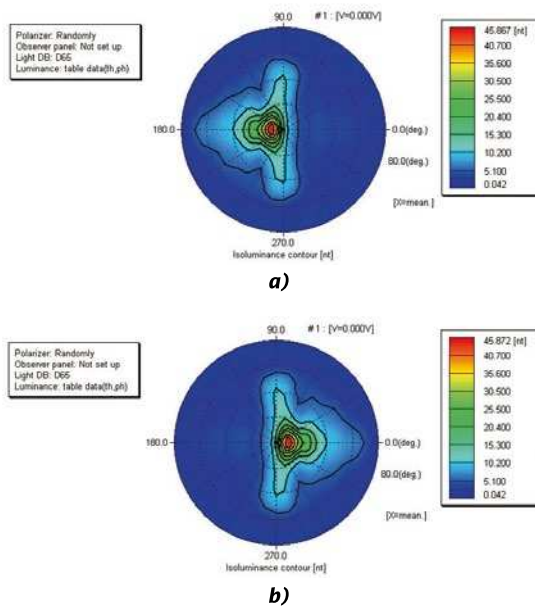 Polarizer: Randomly
Observer panel: Not set up
Light DB: D65
Luminance: table data(th,ph)
90.0
#1 : [V=0.000V]
180.0
0.0(deg.)
80.0(deg.)
[X=mean.]
270.0
Isoluminance contour [nt]
45.867 [nt]
40.700
35.600
30.500
25.400
20.300
15.300
10.200
5.100
0.042
a)
Polarizer: Randomly
Observer panel: Not set up
Light DB: D65
Luminance: table data(th,ph)
90.0
#1 : [V=0.000V]
180.0
0.0(deg.)
80.0(deg.)
[X=mean.]
270.0
Isoluminance contour [nt]
45.872 [nt]
40.700
35.600
30.500
25.400
20.300
15.300
10.200
5.100
0.042
b)